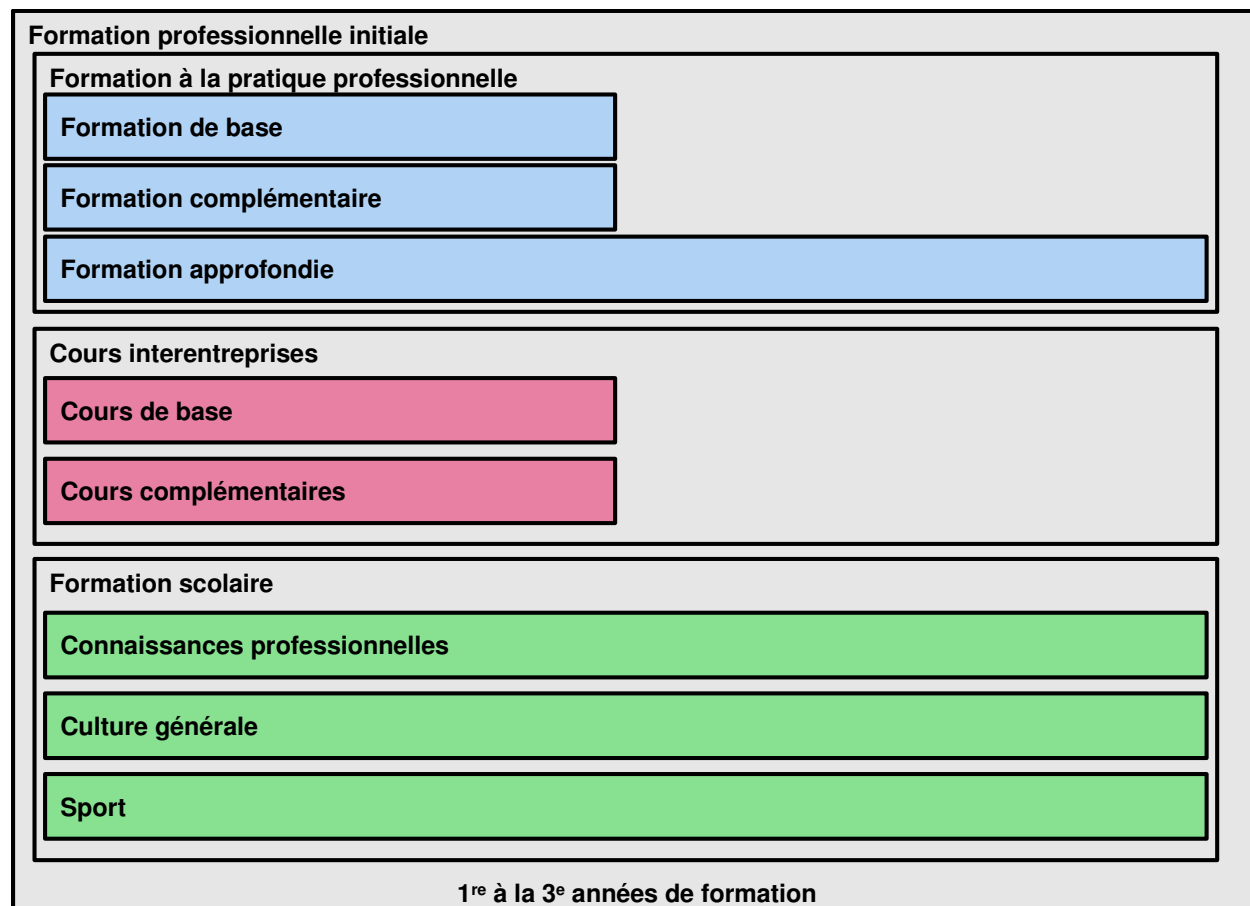 Formation professionnelle initiale
Formation à la pratique professionnelle
Formation de base
Formation complémentaire
Formation approfondie
Cours interentreprises
Cours de base
Cours complémentaires
Formation scolaire
Connaissances professionnelles
Culture générale
Sport
1re à la 3e années de formation